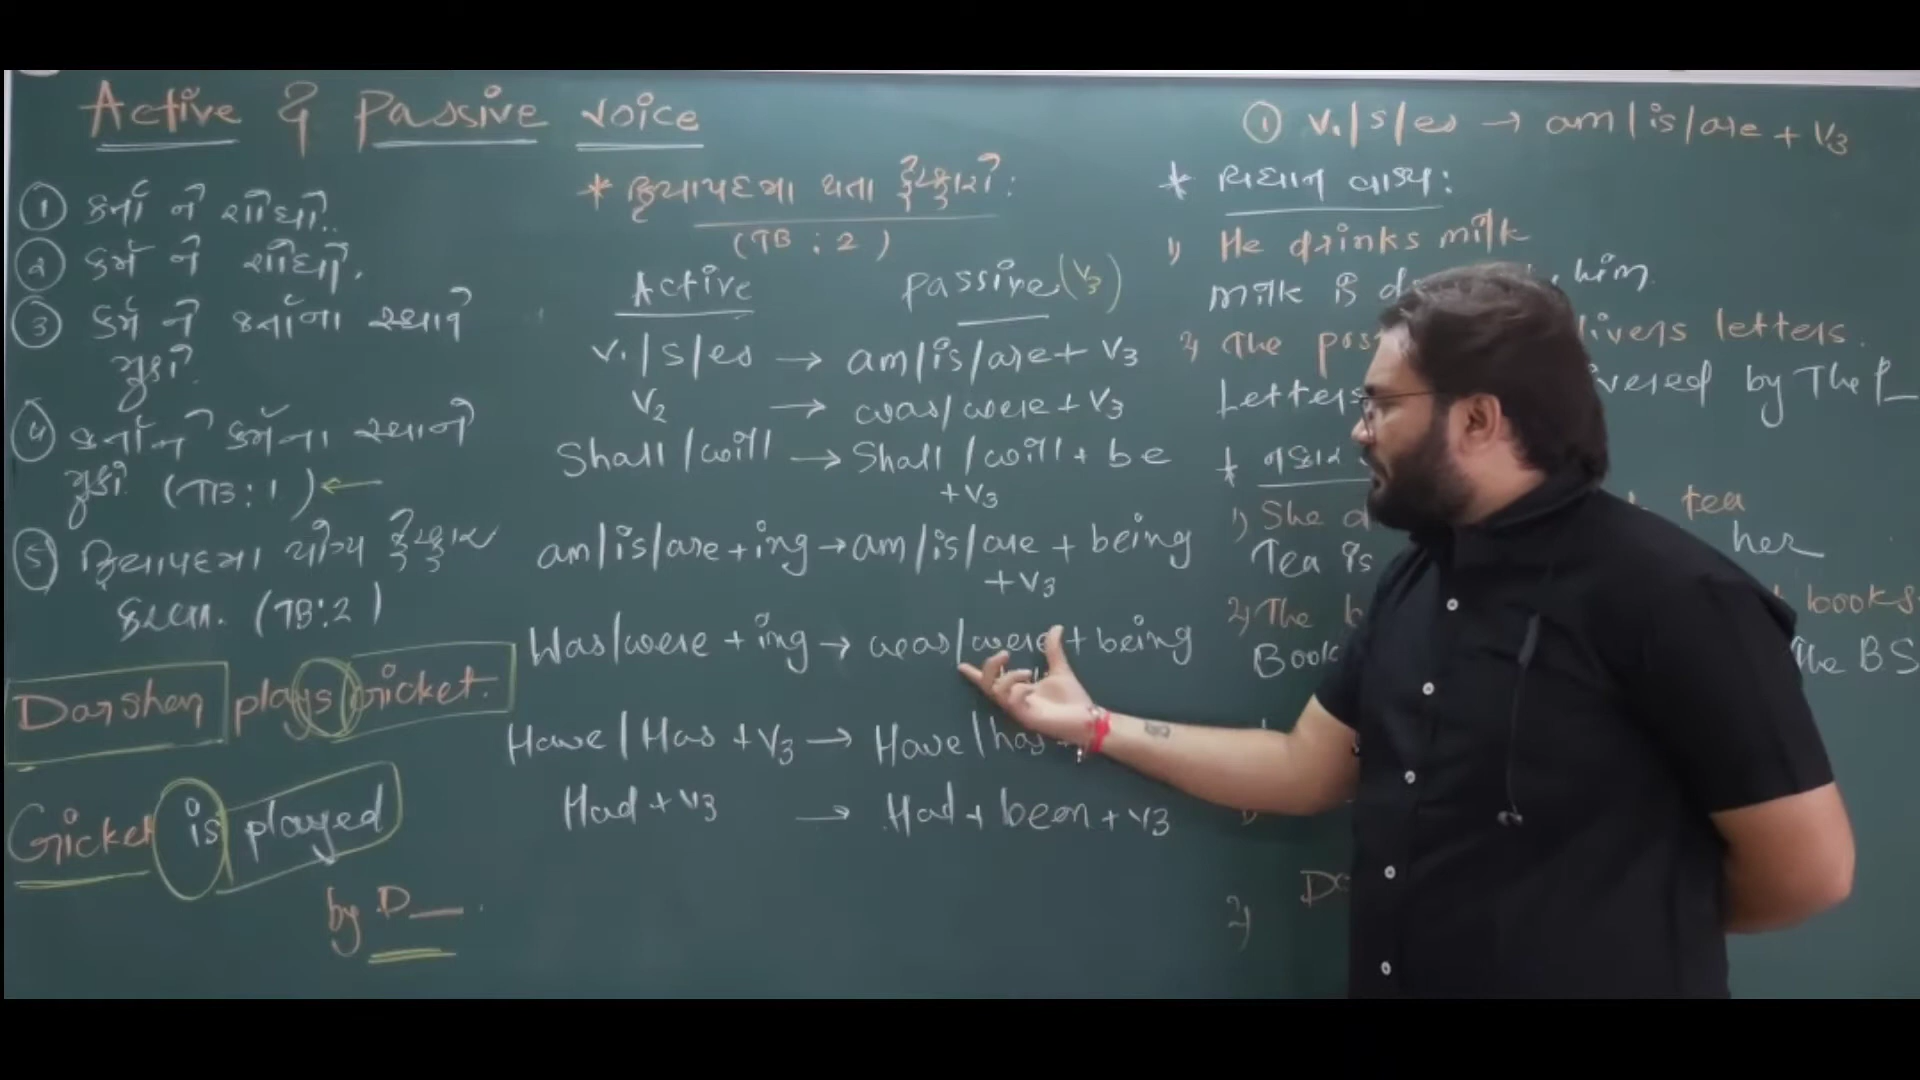 Active & Passive voice
① કર્તા ને શોધો.
② કર્મ ને શોધો.
③ કર્મ ને કર્તાના સ્થાને
મુકો.
④ કર્તાને કર્મના સ્થાને
મુકો (TB:1) ←
⑤ ક્રિયાપદમા યોગ્ય ફેરફાર
કરવા. (TB:2)
Darshan plays cricket.
Cricket is played
by D__.
* ક્રિયાપદમા થતા ફેરફારો:
(TB : 2)
Active Passive (V3)
V1/s/es → am/is/are + V3
V2 → was/were + V3
Shall/will → Shall/will + be
+V3
am/is/are+ing → am/is/are + being
+V3
Was/were + ing → was/were + being
Have/Has + V3 → Have/has
Had + V3 → Had + been + V3
① V1/s/es → am/is/are + V3
* વાક્ય:
1) He drinks milk
Milk is him.
2) The letters.
Letters by The P__
*
1) She tea
Tea is her
2) The books.
Book The BS
2)